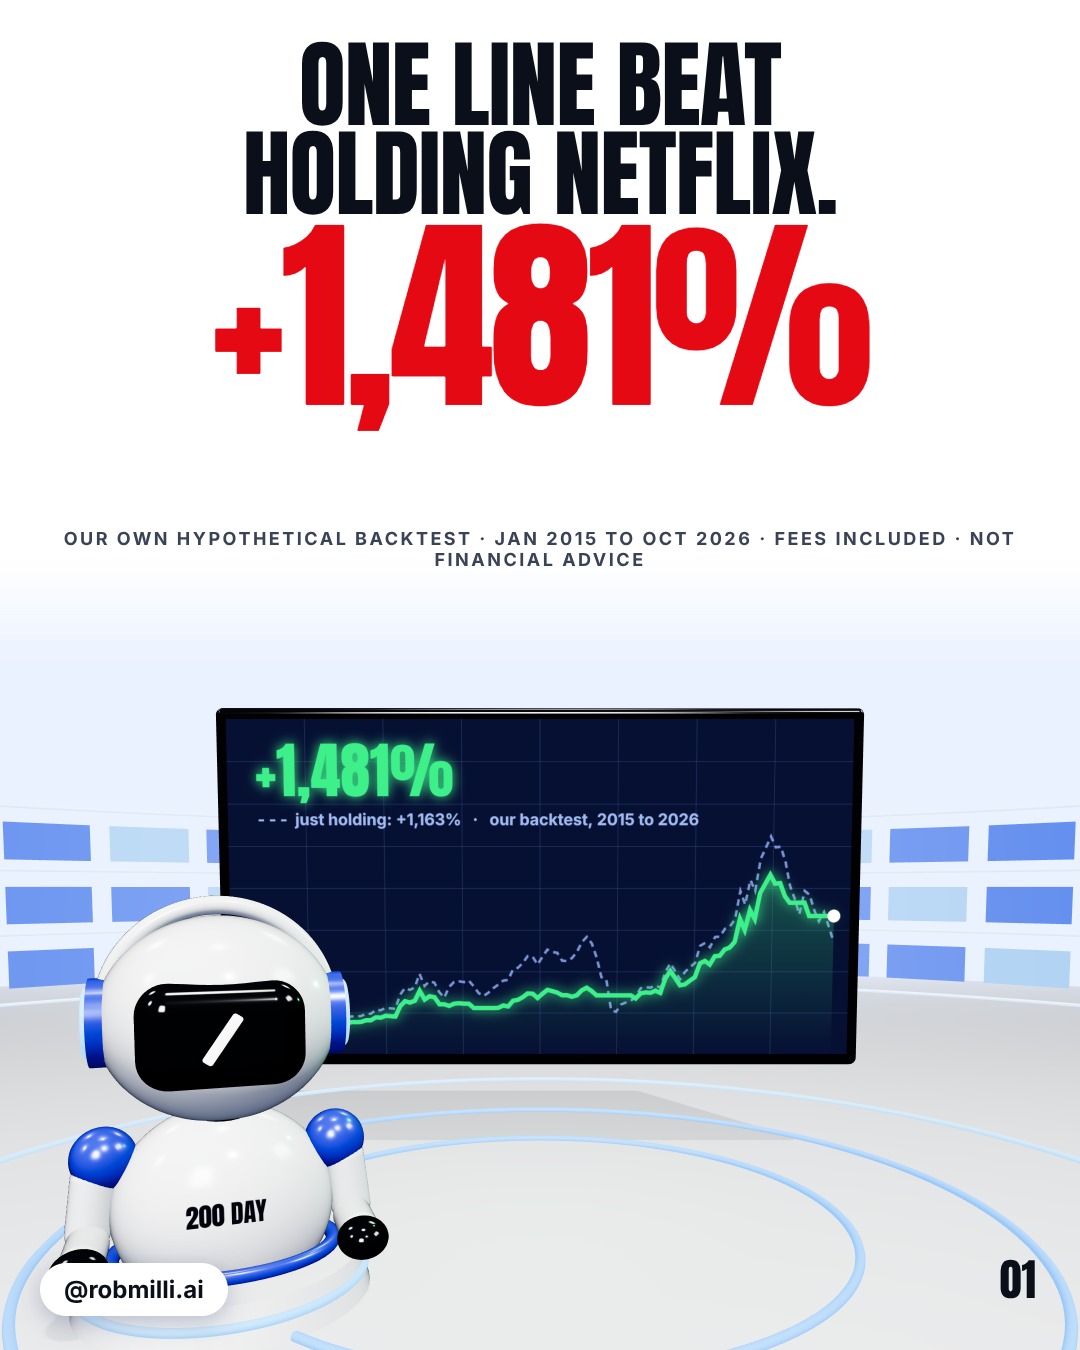 ONE LINE BEAT
HOLDING NETFLIX.
+1,481%
OUR OWN HYPOTHETICAL BACKTEST · JAN 2015 TO OCT 2026 · FEES INCLUDED · NOT
FINANCIAL ADVICE
+1,481%
--- just holding: +1,163% · our backtest, 2015 to 2026
200 DAY
@robmilli.ai
01